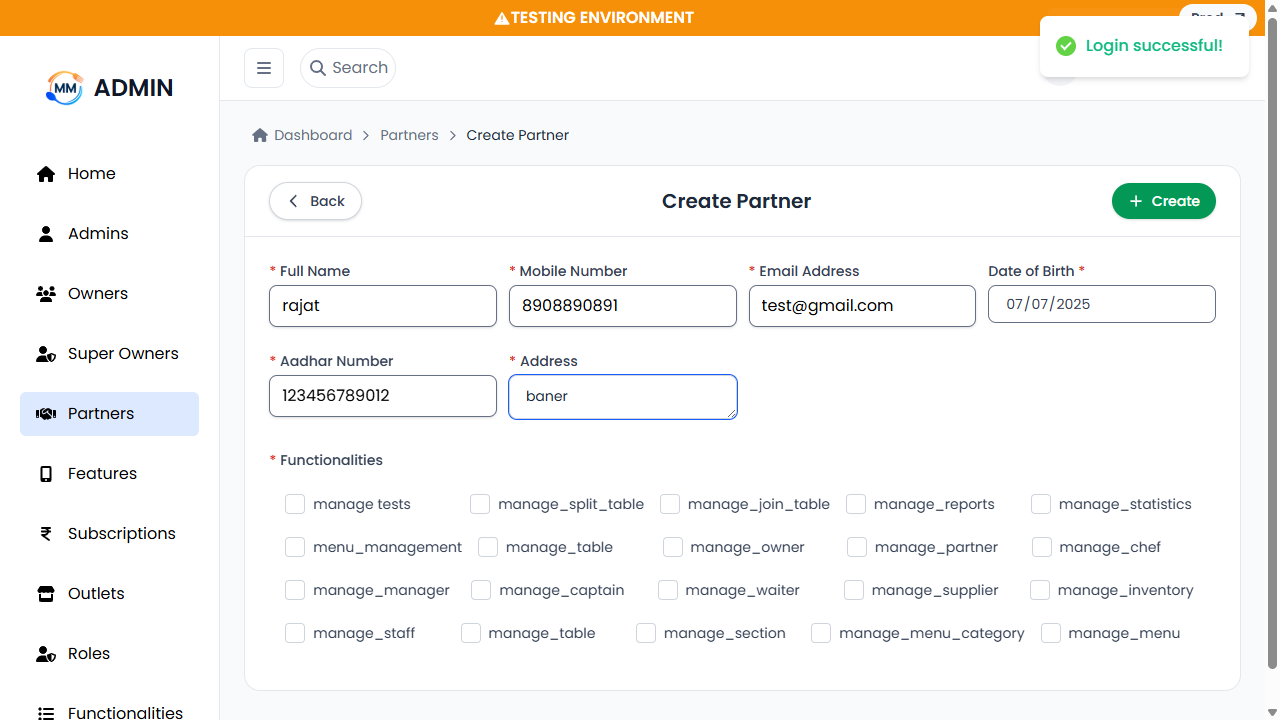 TESTING ENVIRONMENT
Login successful!
MM ADMIN
Search
Dashboard > Partners > Create Partner
Home
Admins
Owners
Super Owners
Partners
Features
Subscriptions
Outlets
Roles
Functionalities
Back
Create Partner
+ Create
* Full Name
* Mobile Number
* Email Address
Date of Birth *
rajat
8908890891
test@gmail.com
07/07/2025
* Aadhar Number
* Address
123456789012
baner
* Functionalities
manage tests
manage_split_table
manage_join_table
manage_reports
manage_statistics
menu_management
manage_table
manage_owner
manage_partner
manage_chef
manage_manager
manage_captain
manage_waiter
manage_supplier
manage_inventory
manage_staff
manage_table
manage_section
manage_menu_category
manage_menu